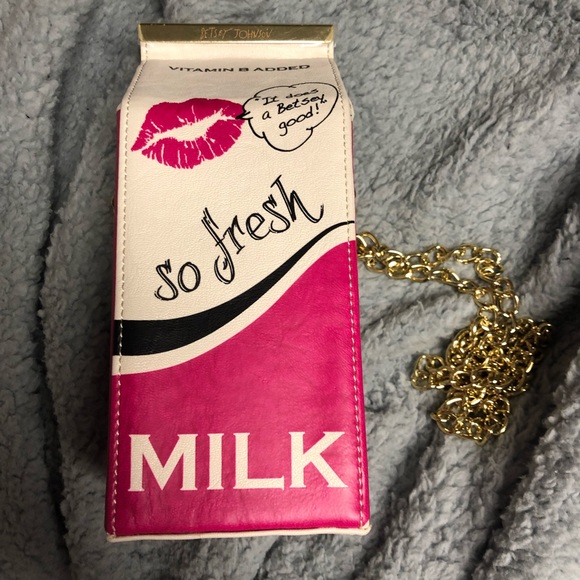 BETSEY JOHNSON
VITAMIN B ADDED
"It does
a Betsey,
good!
so fresh
MILK